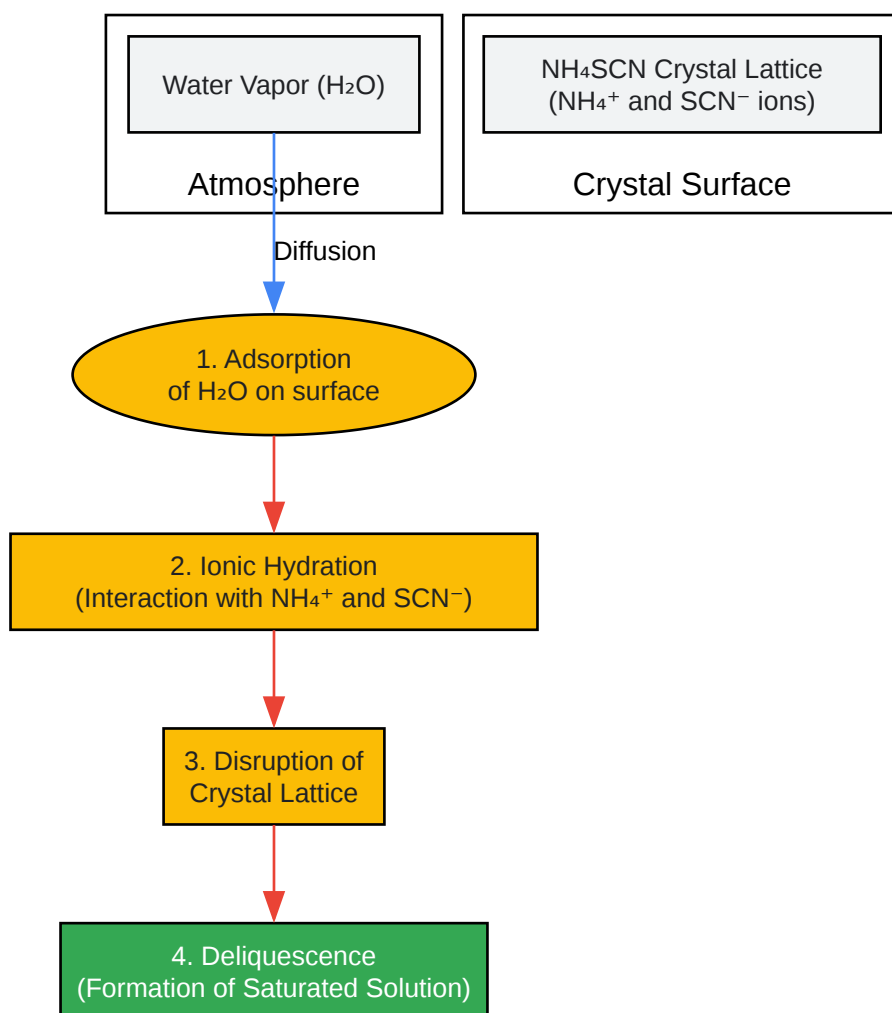 Water Vapor (H₂O)
Atmosphere
NH₄SCN Crystal Lattice
(NH₄⁺ and SCN⁻ ions)
Crystal Surface
Diffusion
1. Adsorption
of H₂O on surface
2. Ionic Hydration
(Interaction with NH₄⁺ and SCN⁻)
3. Disruption of
Crystal Lattice
4. Deliquescence
(Formation of Saturated Solution)